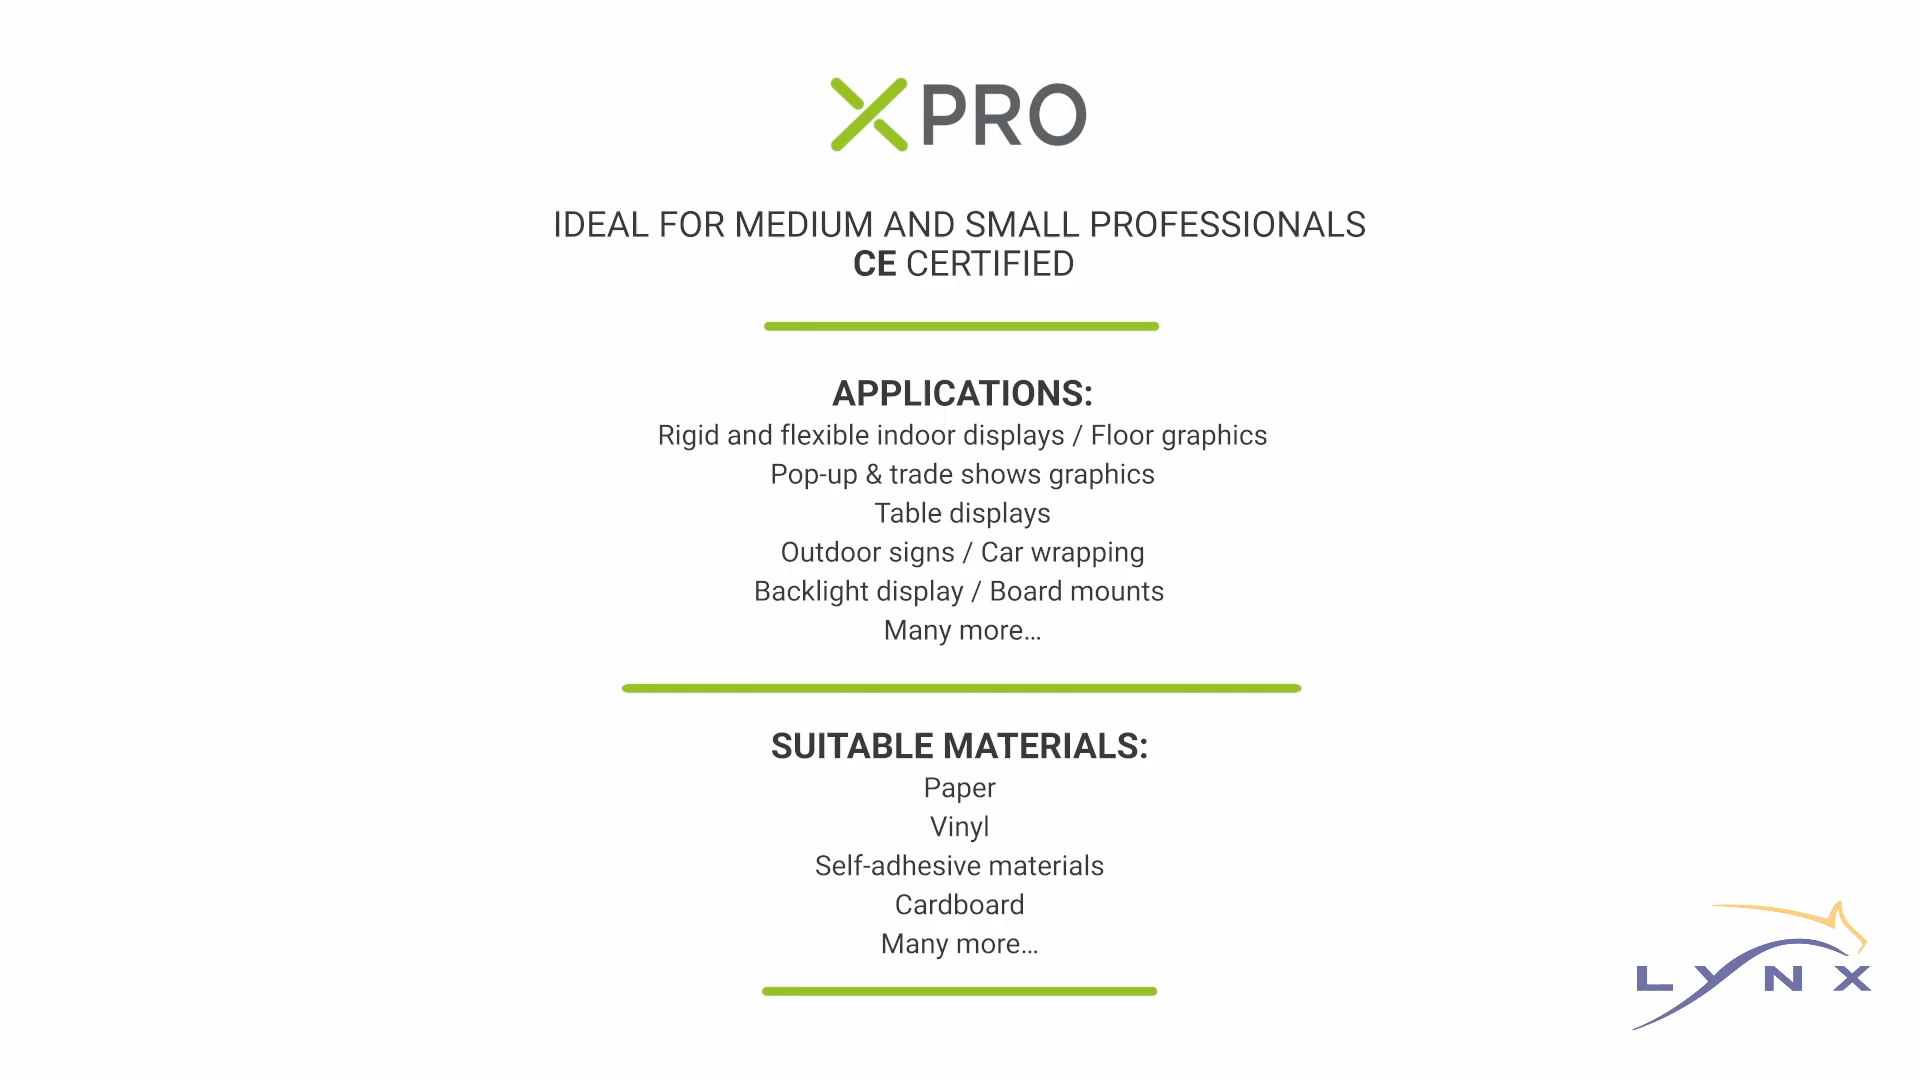 XPRO
IDEAL FOR MEDIUM AND SMALL PROFESSIONALS
CE CERTIFIED
APPLICATIONS:
Rigid and flexible indoor displays / Floor graphics
Pop-up & trade shows graphics
Table displays
Outdoor signs / Car wrapping
Backlight display / Board mounts
Many more…
SUITABLE MATERIALS:
Paper
Vinyl
Self-adhesive materials
Cardboard
Many more…
LYNX